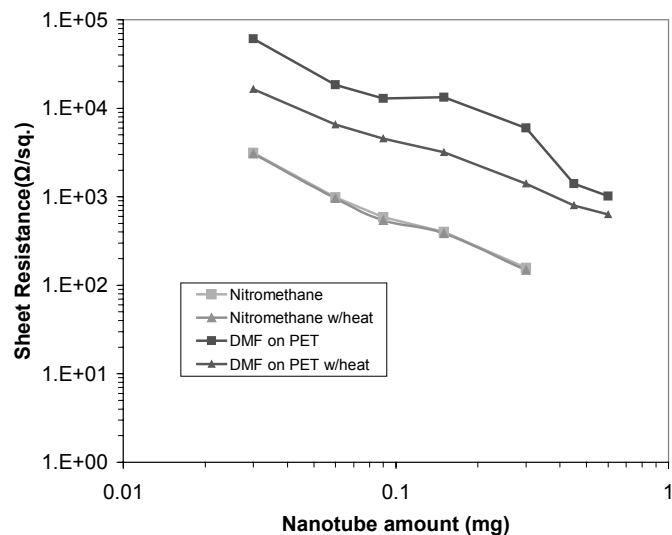 1.E+05
1.E+04
1.E+03
1.E+02
1.E+01
1.E+00
Sheet Resistance(Ω/sq.)
Nitromethane
Nitromethane w/heat
DMF on PET
DMF on PET w/heat
0.01 0.1 1
Nanotube amount (mg)